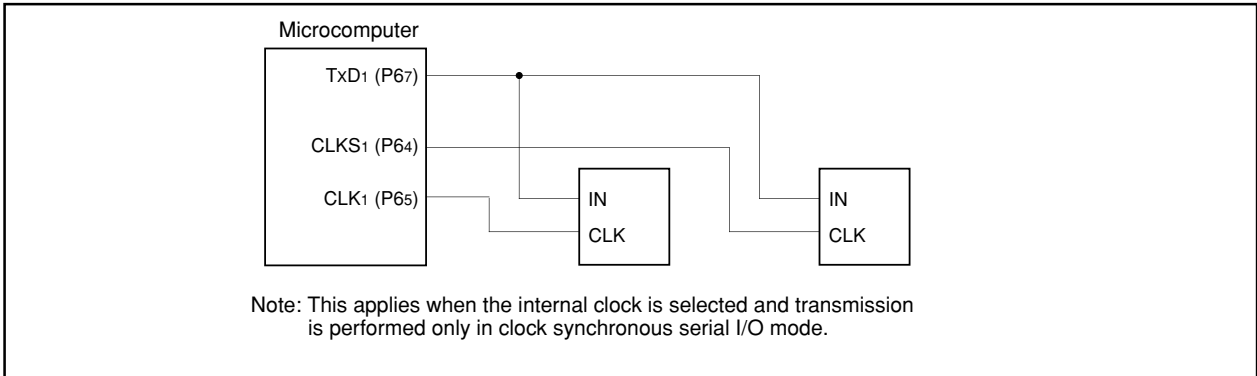 Microcomputer
TxD1 (P67)
CLKS1 (P64)
CLK1 (P65)
IN
CLK
IN
CLK
Note: This applies when the internal clock is selected and transmission
is performed only in clock synchronous serial I/O mode.